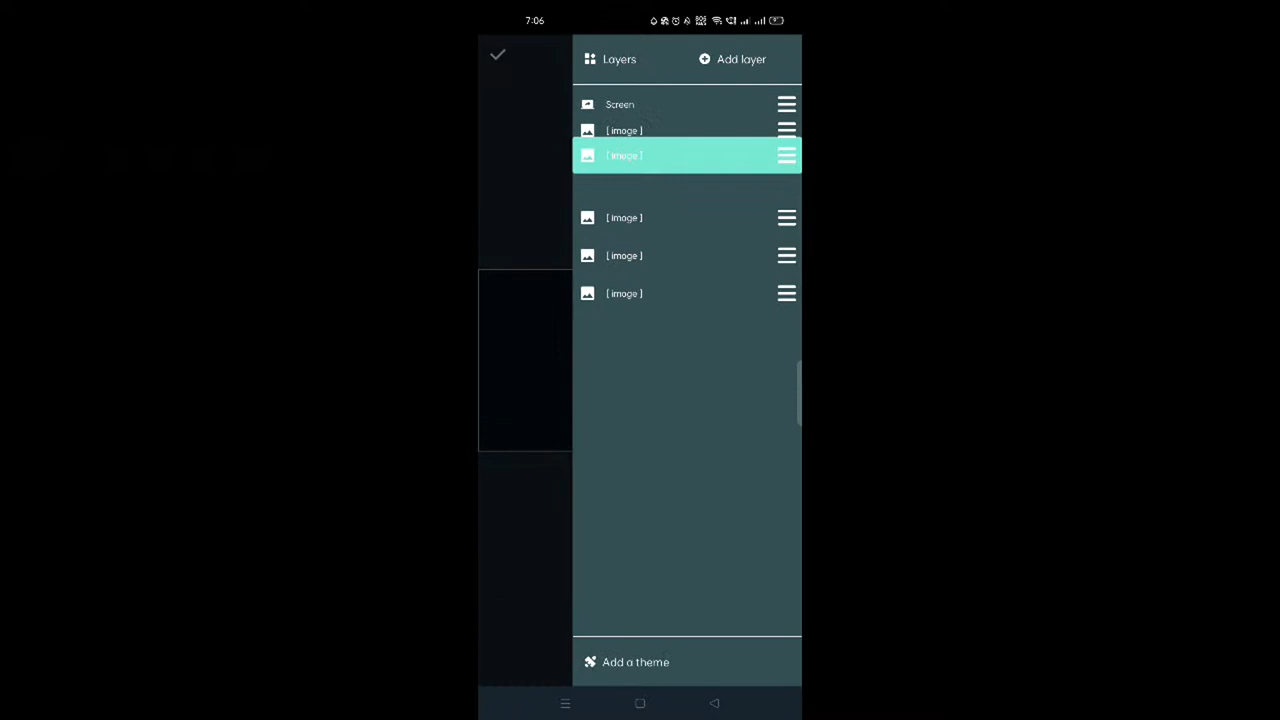 7:06
Layers
Add layer
Screen
[ image ]
[ image ]
[ image ]
[ image ]
[ image ]
Add a theme